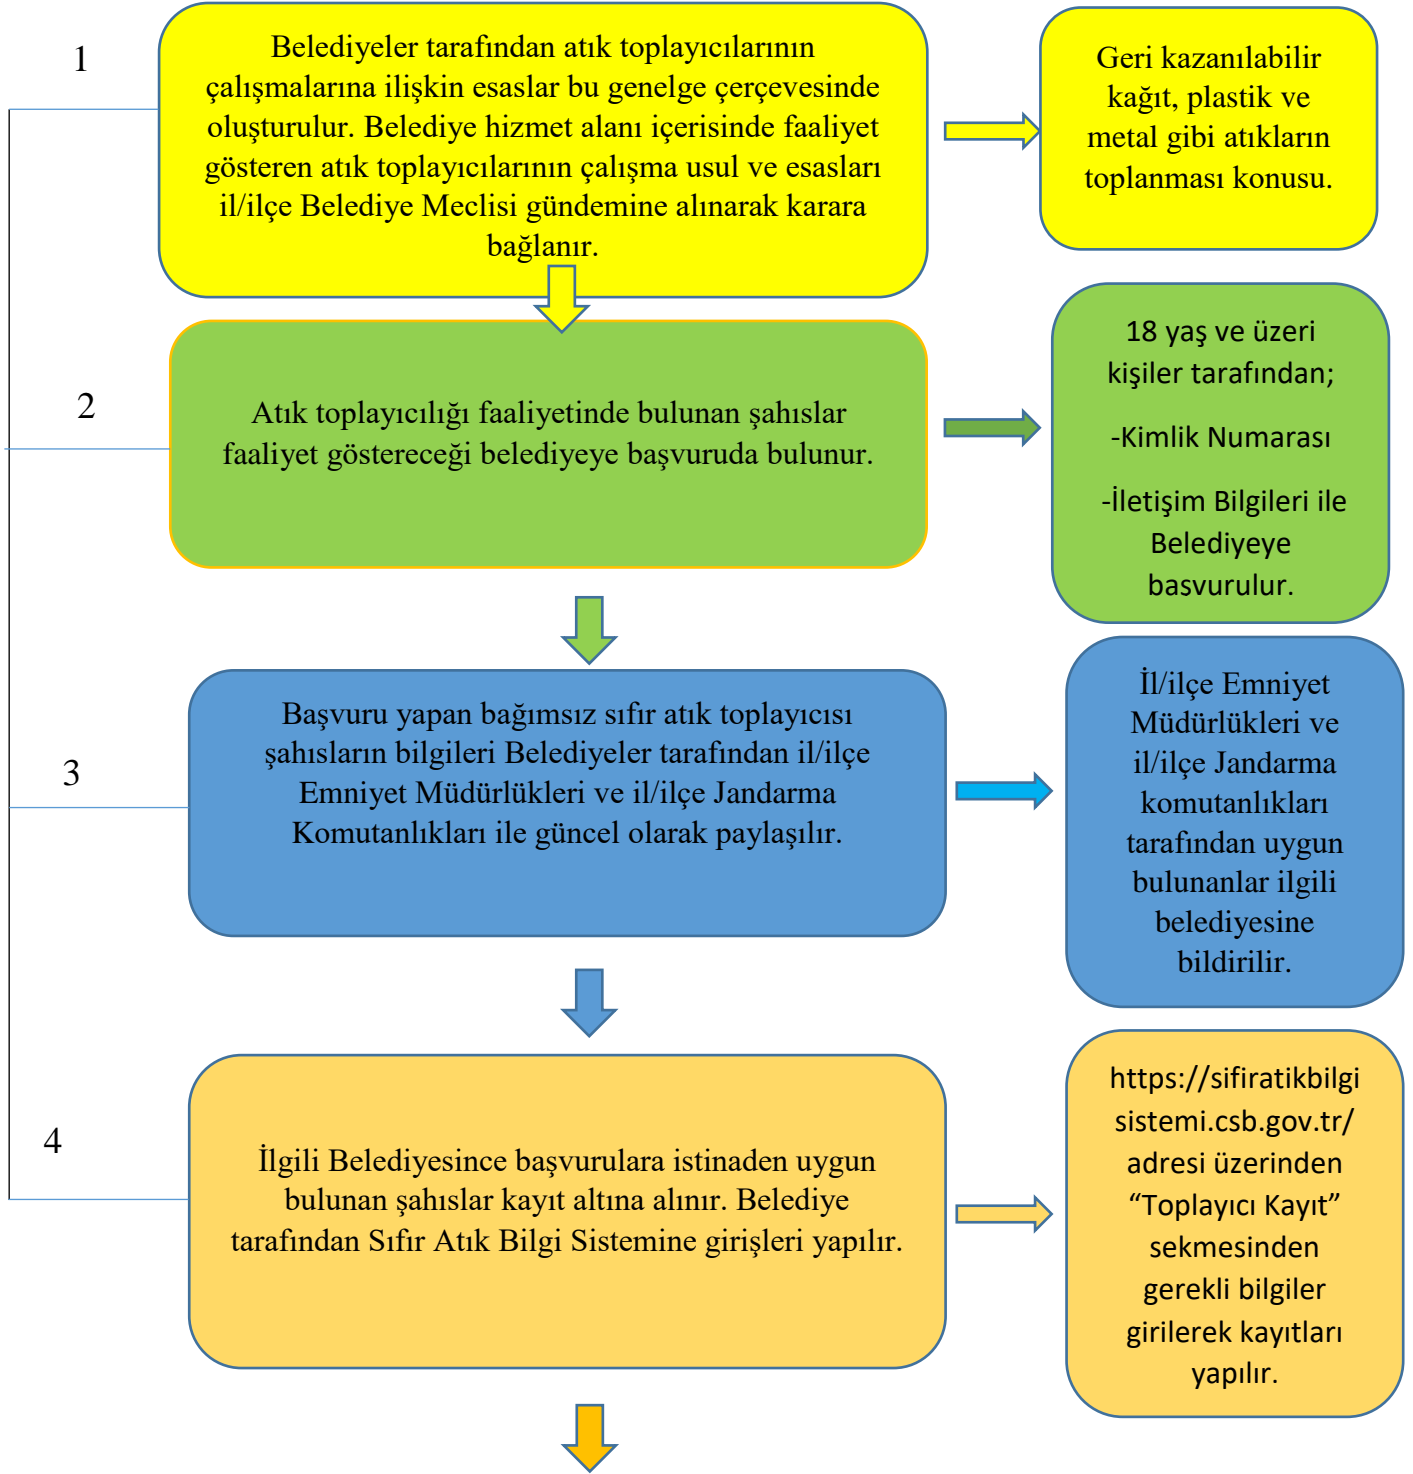 1
Belediyeler tarafından atık toplayıcılarının
çalışmalarına ilişkin esaslar bu genelge çerçevesinde
oluşturulur. Belediye hizmet alanı içerisinde faaliyet
gösteren atık toplayıcılarının çalışma usul ve esasları
il/ilçe Belediye Meclisi gündemine alınarak karara
bağlanır.
Geri kazanılabilir
kağıt, plastik ve
metal gibi atıkların
toplanması konusu.
2
Atık toplayıcılığı faaliyetinde bulunan şahıslar
faaliyet göstereceği belediyeye başvuruda bulunur.
18 yaş ve üzeri
kişiler tarafından;
-Kimlik Numarası
-İletişim Bilgileri ile
Belediyeye
basvurulur.
3
Başvuru yapan bağımsız sıfır atık toplayıcısı
şahısların bilgileri Belediyeler tarafından il/ilçe
Emniyet Müdürlükleri ve il/ilçe Jandarma
Komutanlıkları ile güncel olarak paylaşılır.
İl/ilçe Emniyet
Müdürlükleri ve
il/ilçe Jandarma
komutanlıkları
tarafından uygun
bulunanlar ilgili
belediyesine
bildirilir.
4
İlgili Belediyesince başvurulara istinaden uygun
bulunan şahıslar kayıt altına alınır. Belediye
tarafından Sıfır Atık Bilgi Sistemine girişleri yapılır.
https://sifiratikbilgi
sistemi.csb.gov.tr/
adresi üzerinden
“Toplayıcı Kayıt”
sekmesinden
gerekli bilgiler
girilerek kayıtları
yapılır.